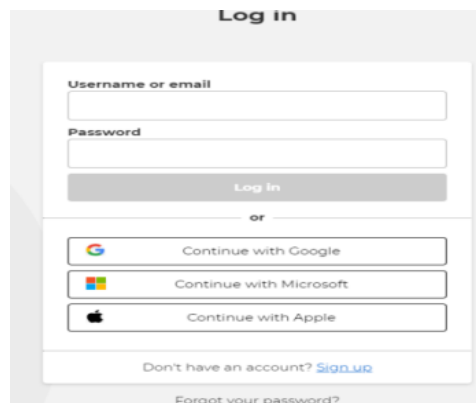 Log in
Username or email
Password
Log in
or
Continue with Google
Continue with Microsoft
Continue with Apple
Don't have an account? Sign up
Forgot your password?